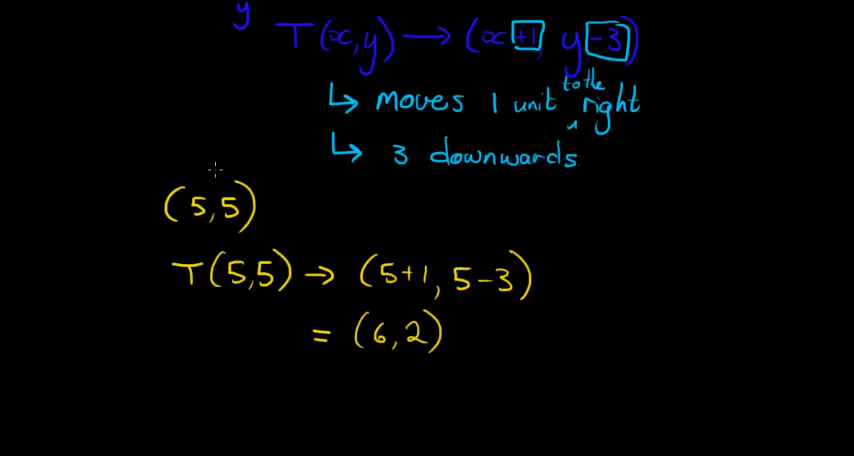 y
T(x,y) → (x+1, y-3)
↳ moves 1 unit to the right
↳ 3 downwards
(5,5)
T(5,5) → (5+1, 5-3)
= (6,2)